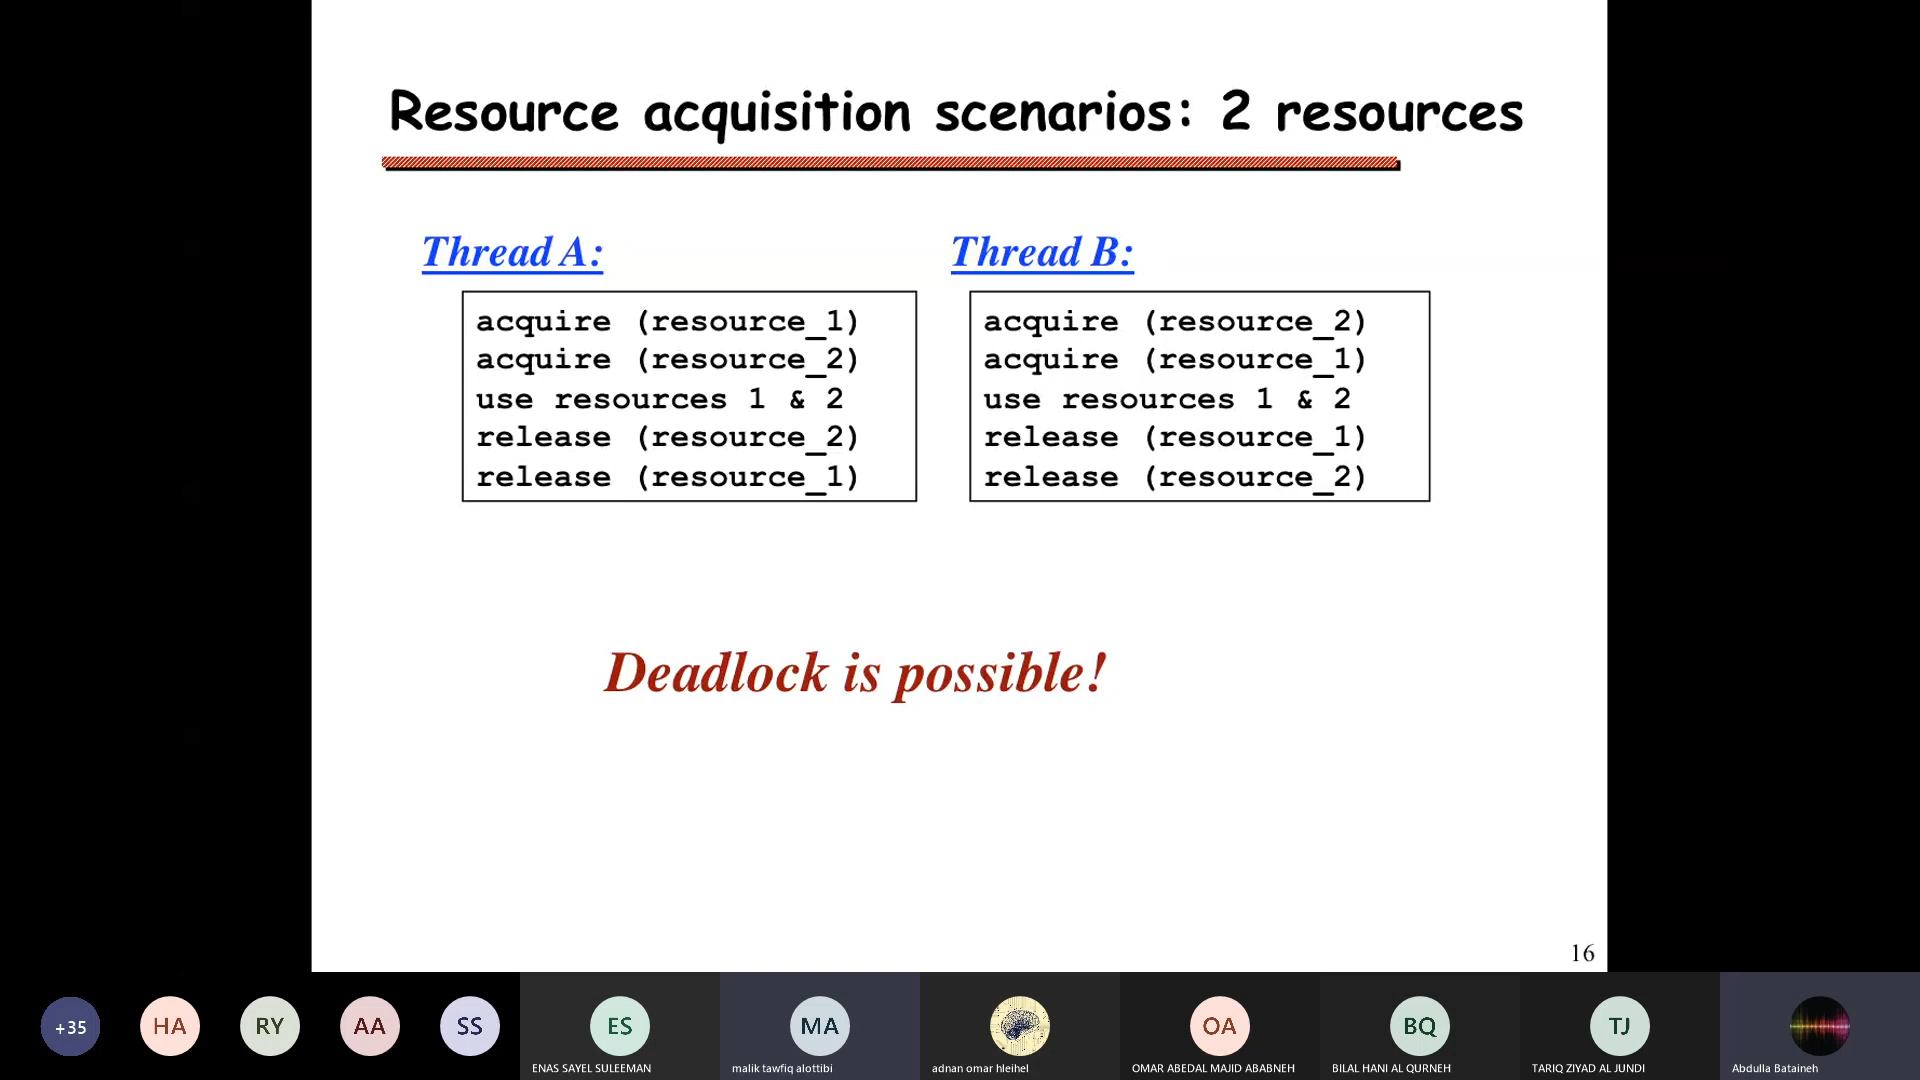 Resource acquisition scenarios: 2 resources
Thread A:
acquire (resource_1)
acquire (resource_2)
use resources 1 & 2
release (resource_2)
release (resource_1)
Thread B:
acquire (resource_2)
acquire (resource_1)
use resources 1 & 2
release (resource_1)
release (resource_2)
Deadlock is possible!
16
+35
HA
RY
AA
SS
ES
ENAS SAYEL SULEEMAN
MA
malik tawfiq alottibi
adnan omar hleihel
OA
OMAR ABEDAL MAJID ABABNEH
BQ
BILAL HANI AL QURNEH
TJ
TARIQ ZIYAD AL JUNDI
Abdulla Bataineh